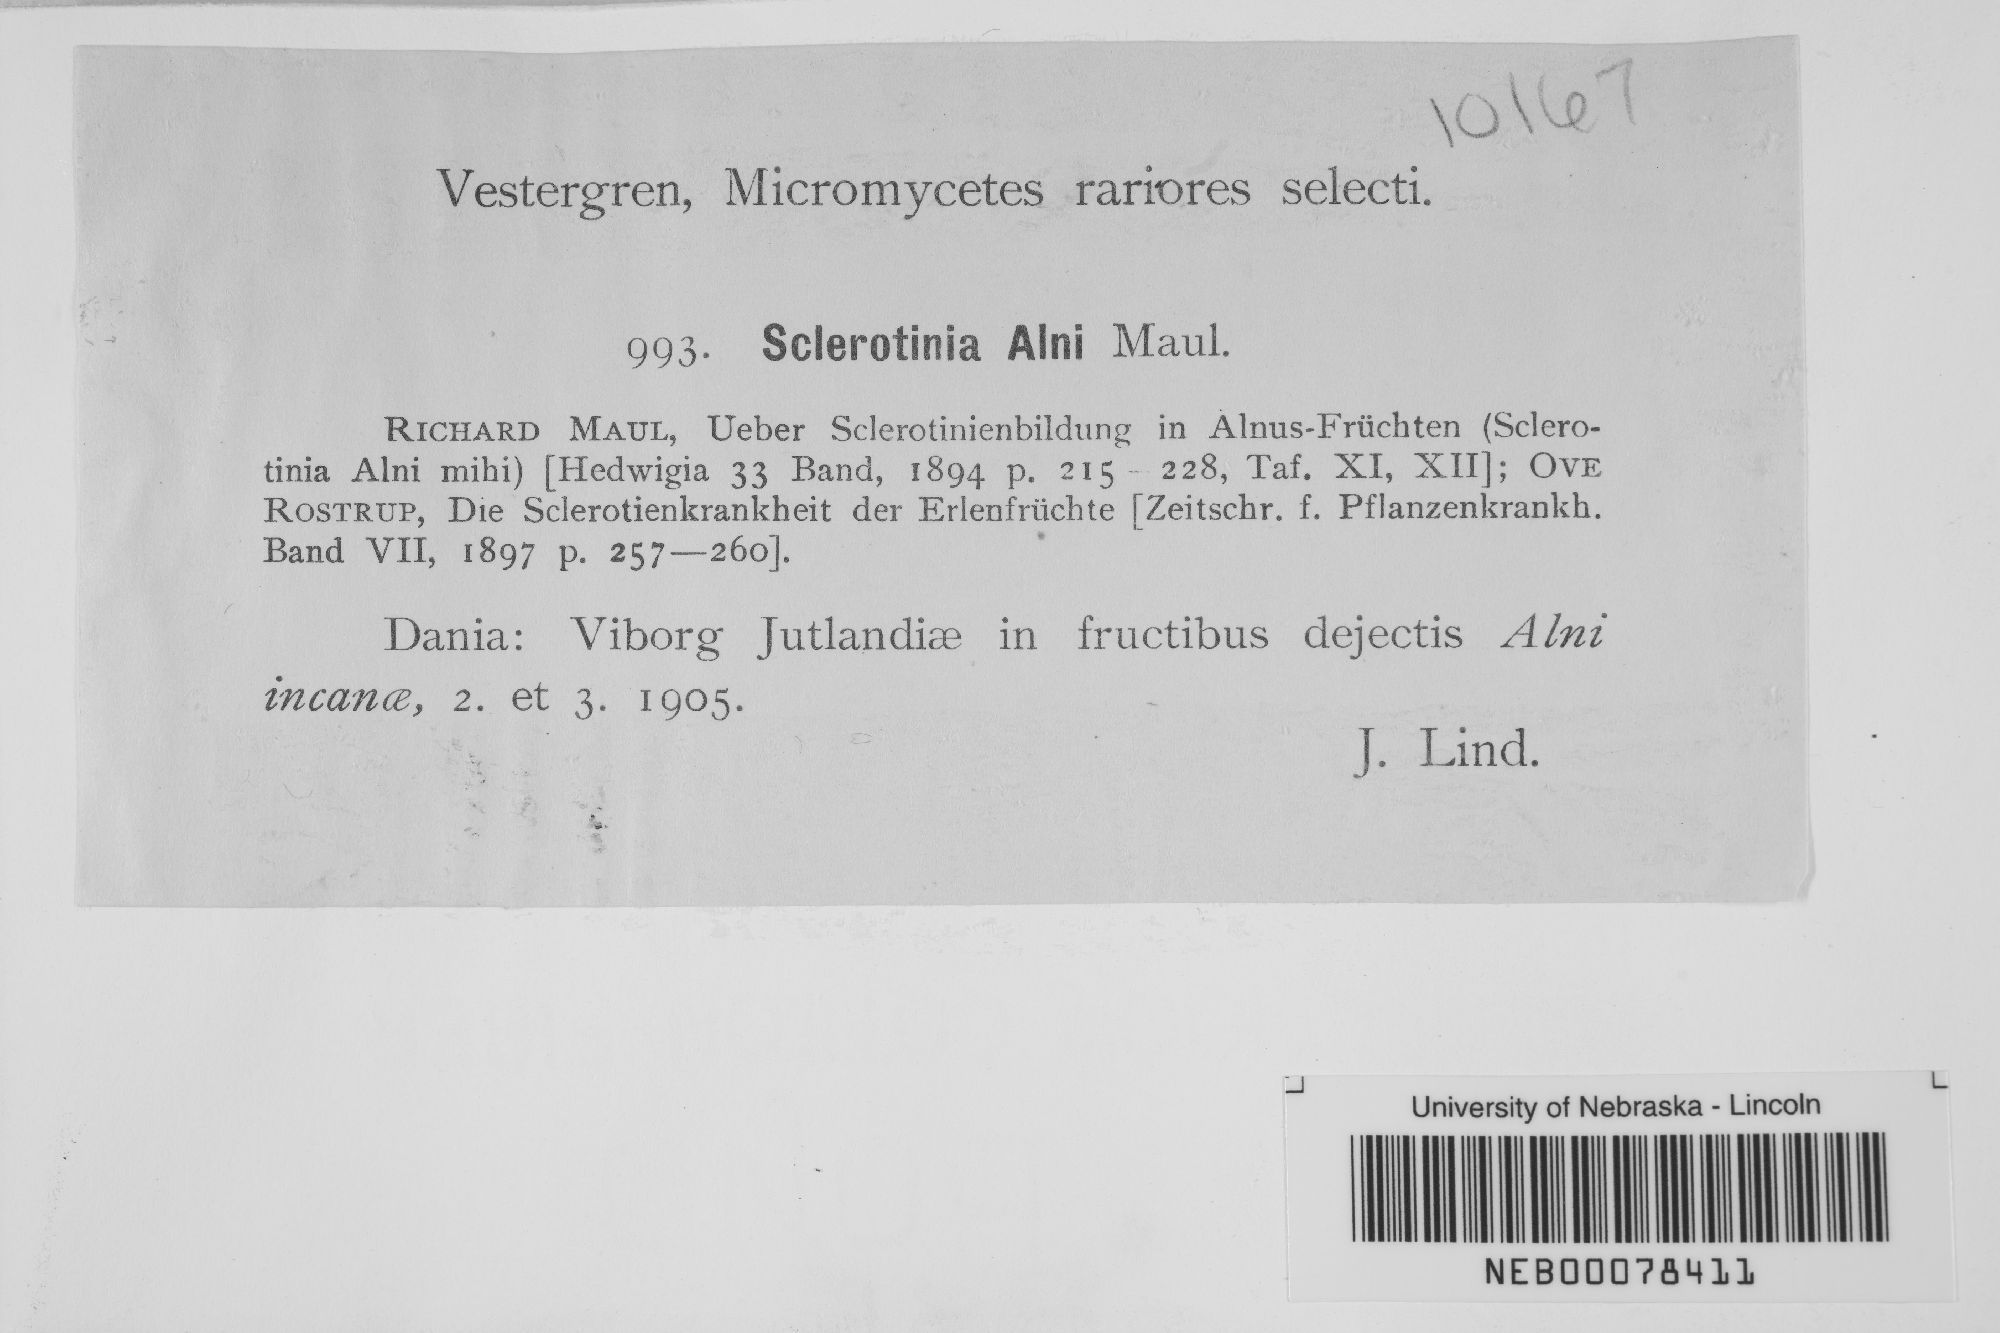 10167
Vestergren, Micromycetes rariores selecti.
993. Sclerotinia Alni Maul.
RICHARD MAUL, Ueber Sclerotinienbildung in Alnus-Früchten (Sclero-
tinia Alni mihi) [Hedwigia 33 Band, 1894 p. 215—228, Taf. XI, XII]; OVE
ROSTRUP, Die Sclerotienkrankheit der Erlenfrüchte [Zeitschr. f. Pflanzenkrankh.
Band VII, 1897 p. 257—260].
Dania: Viborg Jutlandiæ in fructibus dejectis Alni
incanæ, 2. et 3. 1905.
J. Lind.
University of Nebraska - Lincoln
NEB00078411